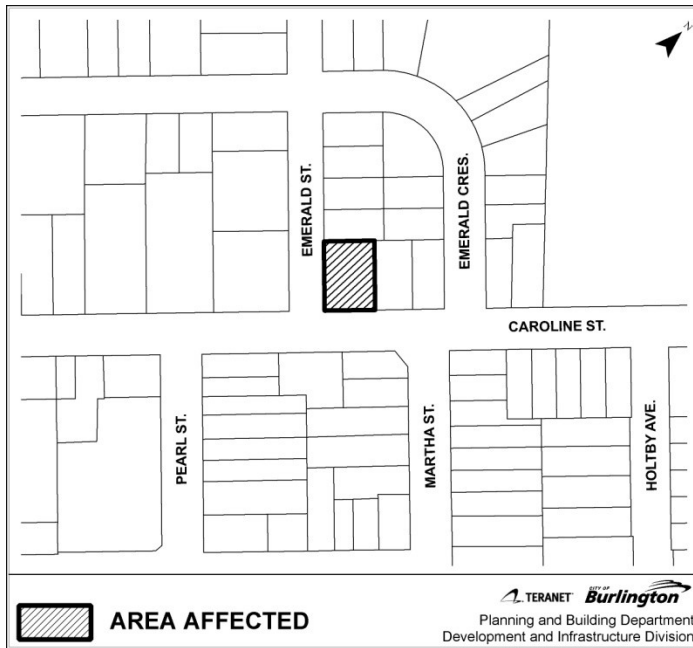 N
EMERALD ST.
EMERALD CRES.
CAROLINE ST.
PEARL ST.
MARTHA ST.
HOLTBY AVE.
AREA AFFECTED
TERANET
CITY OF
Burlington
Planning and Building Department
Development and Infrastructure Division